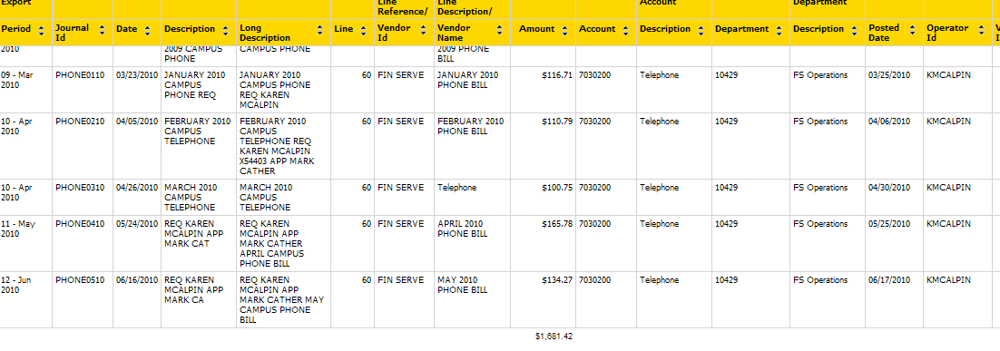 Export Line Line Account Department
Reference/ Description/
Period Journal Date Description Long Line Vendor Vendor Amount Account Description Department Description Posted Operator V
Id Description Id Name Date Id I
2010 2009 CAMPUS CAMPUS PHONE 2009 PHONE
PHONE BILL
09 - Mar PHONE0110 03/23/2010 JANUARY 2010 JANUARY 2010 60 FIN SERVE JANUARY 2010 $116.71 7030200 Telephone 10429 FS Operations 03/25/2010 KMCALPIN
2010 CAMPUS CAMPUS PHONE PHONE BILL
PHONE REQ REQ KAREN
MCALPIN
10 - Apr PHONE0210 04/05/2010 FEBRUARY 2010 FEBRUARY 2010 60 FIN SERVE FEBRUARY 2010 $110.79 7030200 Telephone 10429 FS Operations 04/06/2010 KMCALPIN
2010 CAMPUS CAMPUS PHONE BILL
TELEPHONE TELEPHONE REQ
KAREN MCALPIN
X54403 APP MARK
CATHER
10 - Apr PHONE0310 04/26/2010 MARCH 2010 MARCH 2010 60 FIN SERVE Telephone $100.75 7030200 Telephone 10429 FS Operations 04/30/2010 KMCALPIN
2010 CAMPUS CAMPUS
TELEPHONE TELEPHONE
11 - May PHONE0410 05/24/2010 REQ KAREN REQ KAREN 60 FIN SERVE APRIL 2010 $165.78 7030200 Telephone 10429 FS Operations 05/25/2010 KMCALPIN
2010 MCALPIN APP MCALPIN APP PHONE BILL
MARK CAT MARK CATHER
APRIL CAMPUS
PHONE BILL
12 - Jun PHONE0510 06/16/2010 REQ KAREN REQ KAREN 60 FIN SERVE MAY 2010 $134.27 7030200 Telephone 10429 FS Operations 06/17/2010 KMCALPIN
2010 MCALPIN APP MCALPIN APP PHONE BILL
MARK CA MARK CATHER MAY
CAMPUS PHONE
BILL
$1,681.42